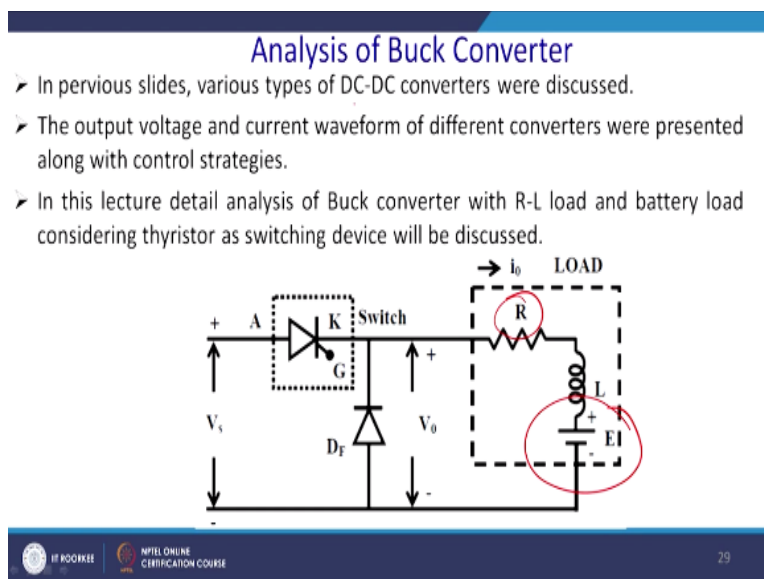 Analysis of Buck Converter
➤ In pervious slides, various types of DC-DC converters were discussed.
➤ The output voltage and current waveform of different converters were presented
along with control strategies.
➤ In this lecture detail analysis of Buck converter with R-L load and battery load
considering thyristor as switching device will be discussed.
i0 LOAD
+ A K Switch R
G +
L
Vs DF V0 + E
-
-
-
IIT ROORKEE NPTEL ONLINE
CERTIFICATION COURSE 29